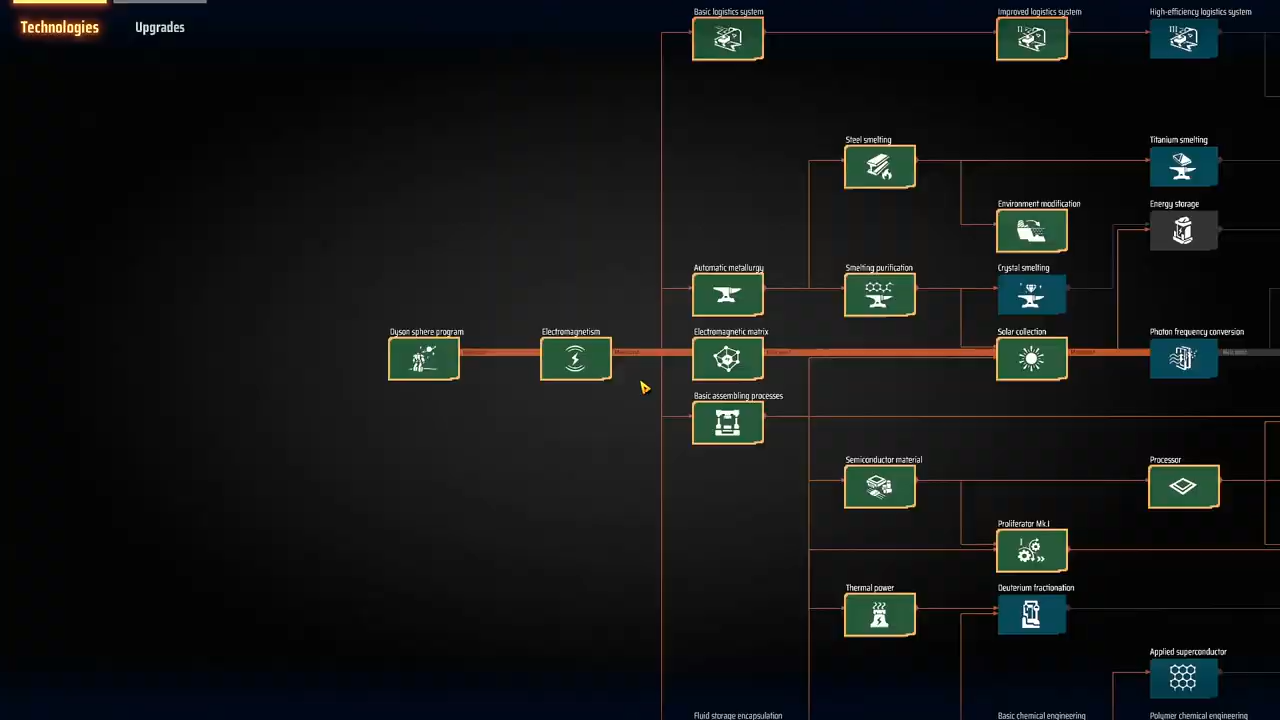 Technologies
Upgrades
Basic logistics system
Improved logistics system
High-efficiency logistics system
Steel smelting
Titanium smelting
Environment modification
Energy storage
Automatic metallurgy
Smelting purification
Crystal smelting
Dyson sphere program
Electromagnetism
Electromagnetic matrix
Solar collection
Photon frequency conversion
Basic assembling processes
Semiconductor material
Processor
Proliferator Mk.I
Thermal power
Deuterium fractionation
Applied superconductor
Fluid storage encapsulation
Basic chemical engineering
Polymer chemical engineering